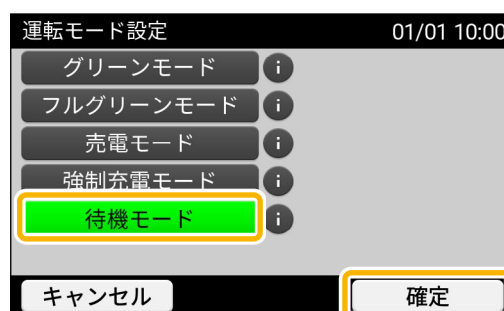 運転モード設定 01/01 10:00
グリーンモード i
フルグリーンモード i
売電モード i
強制充電モード i
待機モード i
キャンセル 確定